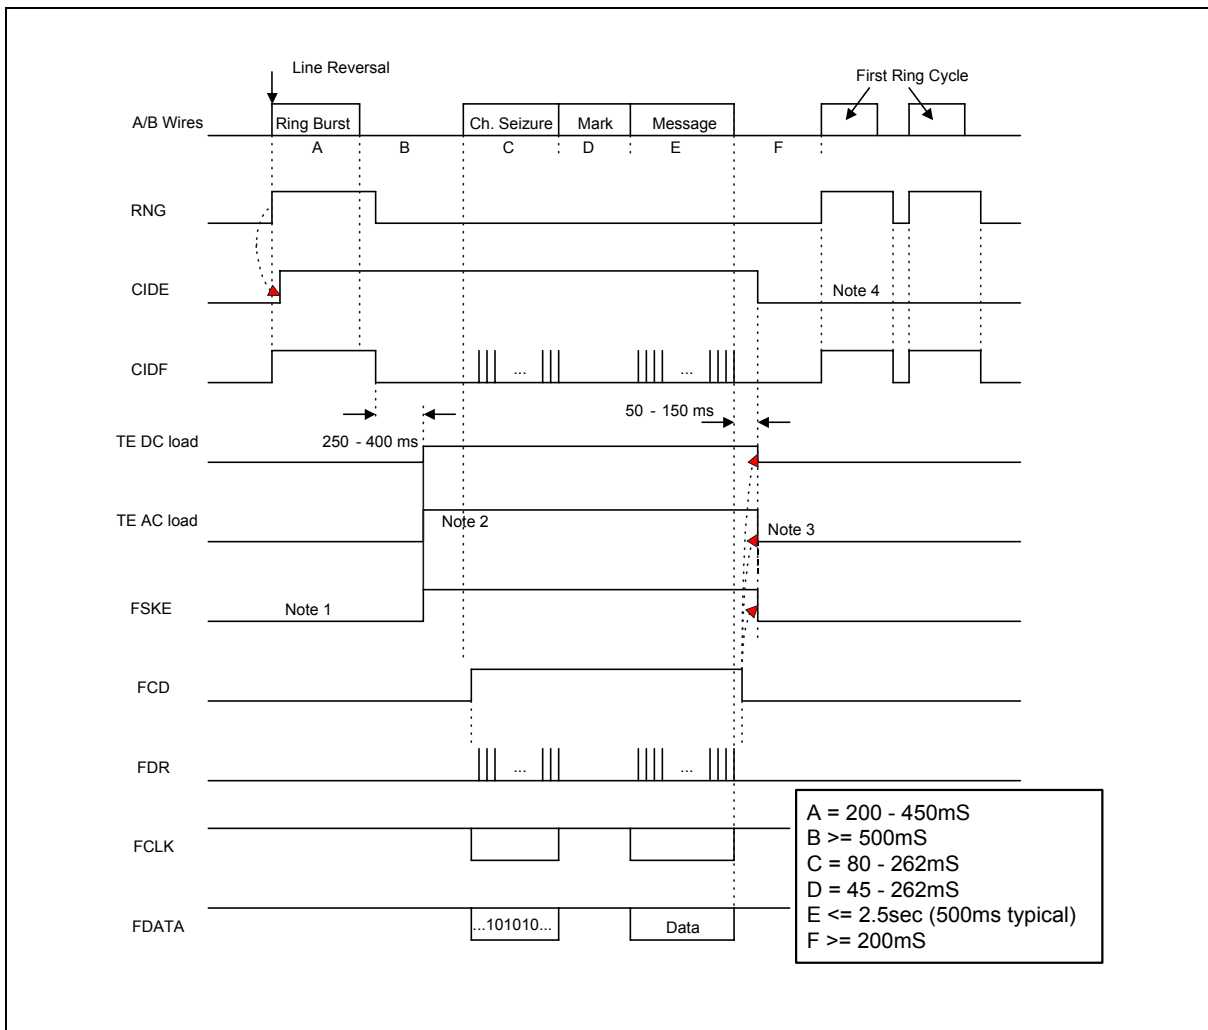 Line Reversal
First Ring Cycle
A/B Wires
Ring Burst
Ch. Seizure
Mark
Message
A
B
C
D
E
F
RNG
CIDE
Note 4
CIDF
...
...
250 - 400 ms
50 - 150 ms
TE DC load
TE AC load
Note 2
Note 3
FSKE
Note 1
FCD
FDR
...
...
FCLK
FDATA
...101010...
Data
A = 200 - 450mS
B >= 500mS
C = 80 - 262mS
D = 45 - 262mS
E <= 2.5sec (500ms typical)
F >= 200mS